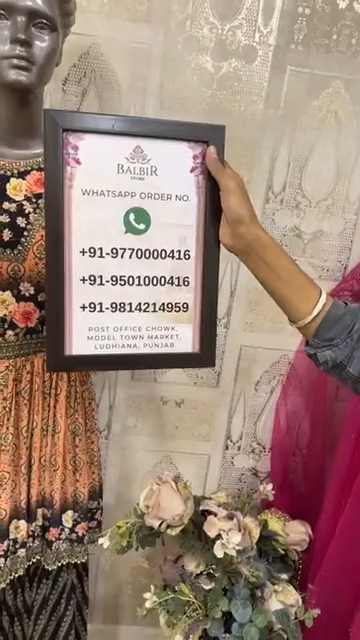 BALBIR
STORE
WHATSAPP ORDER NO.
+91-9770000416
+91-9501000416
+91-9814214959
POST OFFICE CHOWK,
MODEL TOWN MARKET,
LUDHIANA, PUNJAB